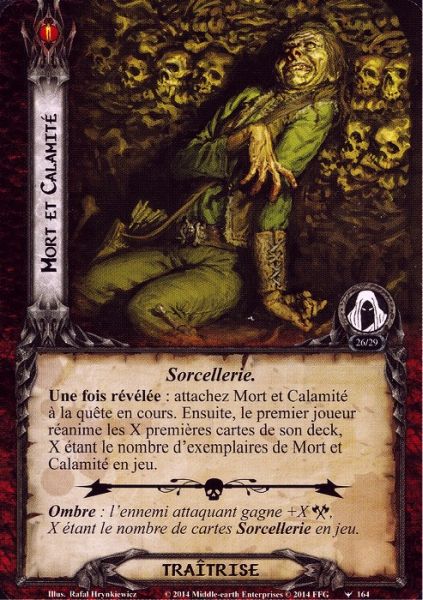 MORT ET CALAMITÉ
26/29
Sorcellerie.
Une fois révélée : attachez Mort et Calamité
à la quête en cours. Ensuite, le premier joueur
réanime les X premières cartes de son deck,
X étant le nombre d'exemplaires de Mort et
Calamité en jeu.
Ombre : l'ennemi attaquant gagne +X ,
X étant le nombre de cartes Sorcellerie en jeu.
TRAÎTRISE
Illus. Rafał Hrynkiewicz © 2014 Middle-earth Enterprises © 2014 FFG 164